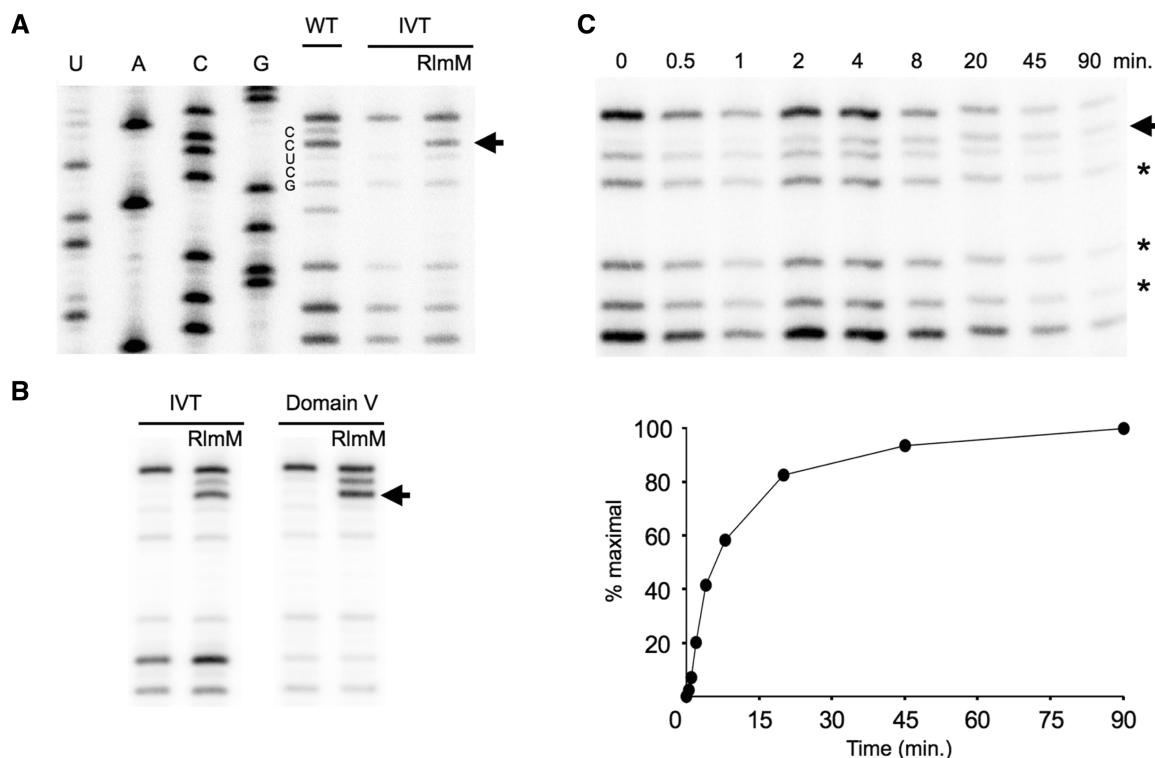 A
WT IVT
U A C G RlmM
C
C
U
C
G
B
IVT Domain V
RlmM RlmM
C
0 0.5 1 2 4 8 20 45 90 min.
*
*
*
100
80
60
40
20
% maximal
0 15 30 45 60 75 90
Time (min.)